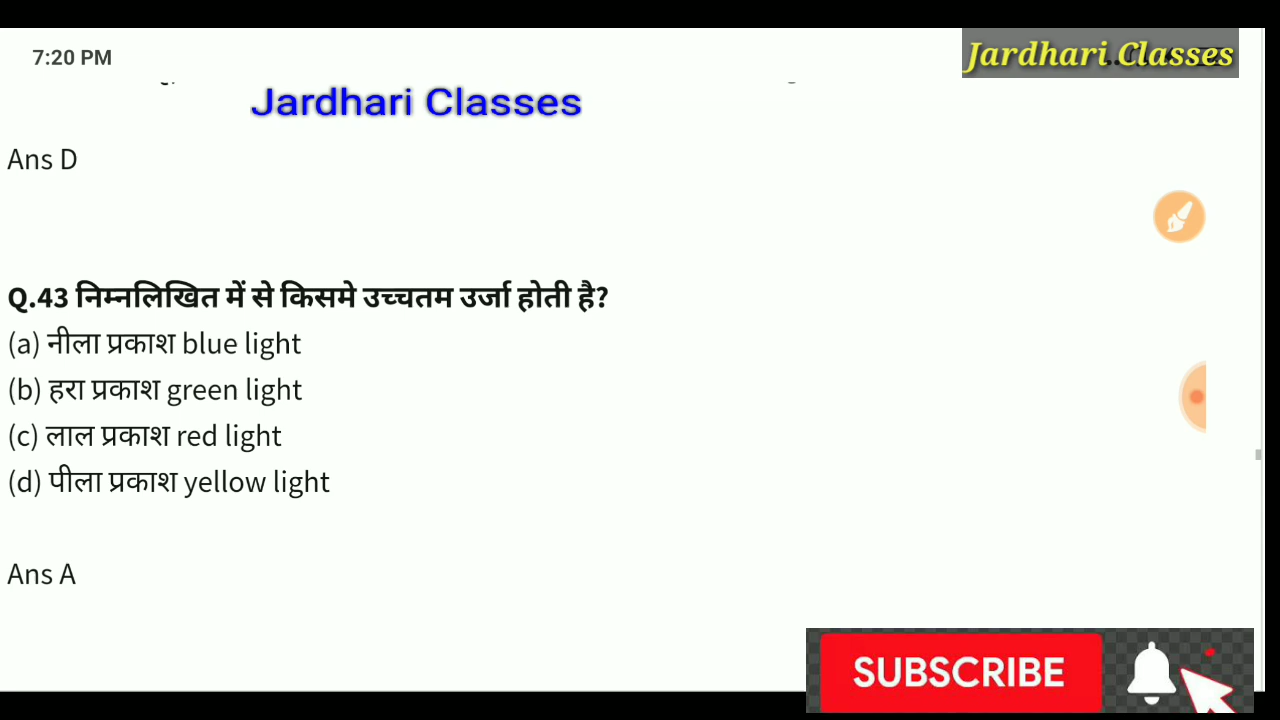 7:20 PM
Jardhari Classes
Jardhari Classes
Ans D
Q.43 निम्नलिखित में से किसमे उच्चतम उर्जा होती है?
(a) नीला प्रकाश blue light
(b) हरा प्रकाश green light
(c) लाल प्रकाश red light
(d) पीला प्रकाश yellow light
Ans A
SUBSCRIBE